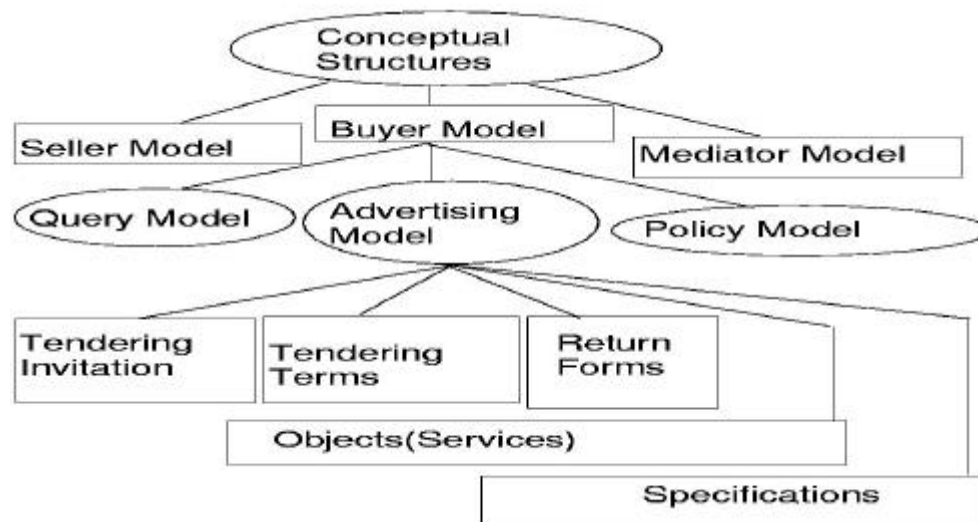 Conceptual
Structures
Seller Model
Buyer Model
Mediator Model
Query Model
Advertising
Model
Policy Model
Tendering
Invitation
Tendering
Terms
Return
Forms
Objects(Services)
Specifications